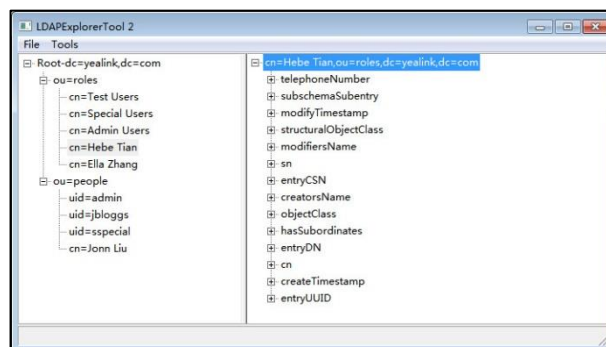 LDAPExplorerTool 2
File Tools
Root-dc=yealink,dc=com
ou=roles
cn=Test Users
cn=Special Users
cn=Admin Users
cn=Hebe Tian
cn=Ella Zhang
ou=people
uid=admin
uid=jbloggs
uid=sspecial
cn=Jonn Liu
cn=Hebe Tian,ou=roles,dc=yealink,dc=com
telephoneNumber
subschemaSubentry
modifyTimestamp
structuralObjectClass
modifiersName
sn
entryCSN
creatorsName
objectClass
hasSubordinates
entryDN
cn
createTimestamp
entryUUID